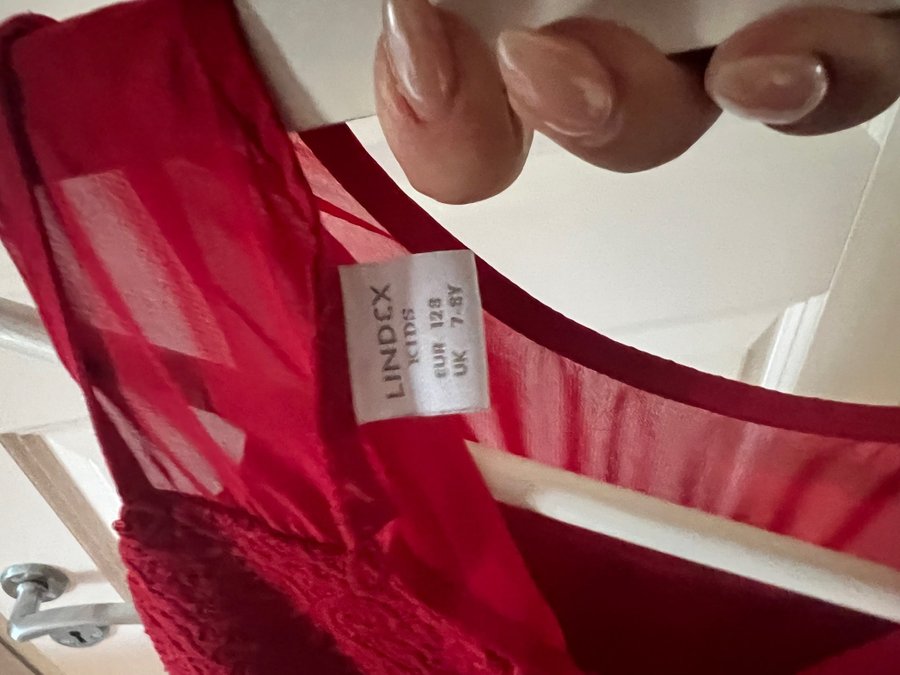 LINDEX
KIDS
EUR 128
UK 7-8Y